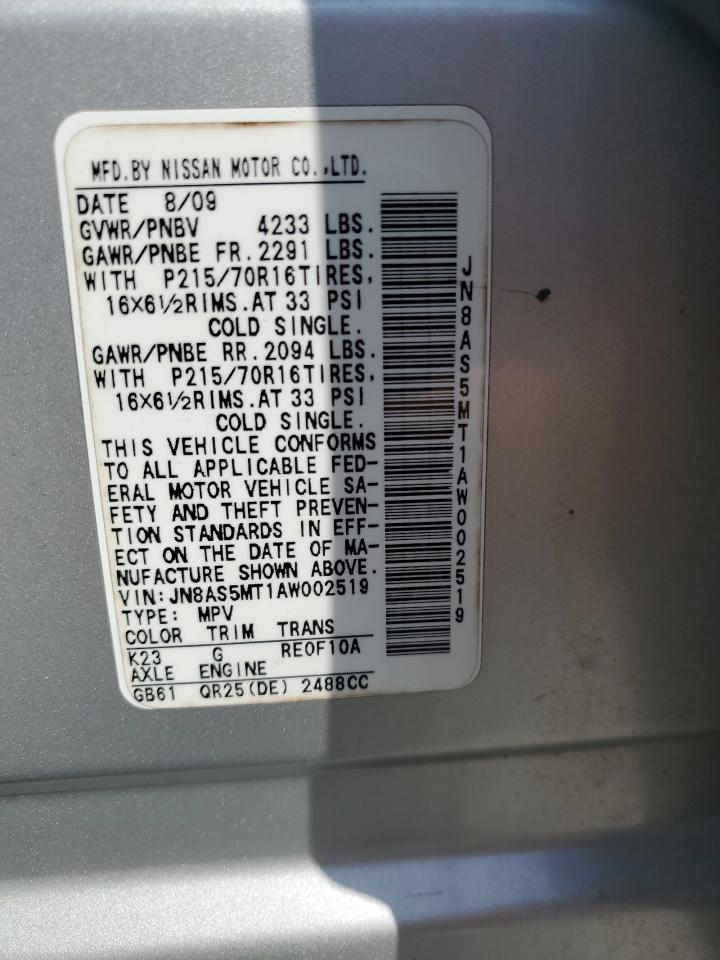 MFD.BY NISSAN MOTOR CO.,LTD.
DATE 8/09
GVWR/PNBV 4233 LBS.
GAWR/PNBE FR.2291 LBS.
WITH P215/70R16TIRES,
16X6½RIMS.AT 33 PSI
COLD SINGLE.
GAWR/PNBE RR.2094 LBS.
WITH P215/70R16TIRES,
16X6½RIMS.AT 33 PSI
COLD SINGLE.
THIS VEHICLE CONFORMS
TO ALL APPLICABLE FED-
ERAL MOTOR VEHICLE SA-
FETY AND THEFT PREVEN-
TION STANDARDS IN EFF-
ECT ON THE DATE OF MA-
NUFACTURE SHOWN ABOVE.
VIN:JN8AS5MT1AW002519
TYPE: MPV
COLOR TRIM TRANS
K23 G RE0F10A
AXLE ENGINE
GB61 QR25(DE) 2488CC
JN8AS5MT1AW002519